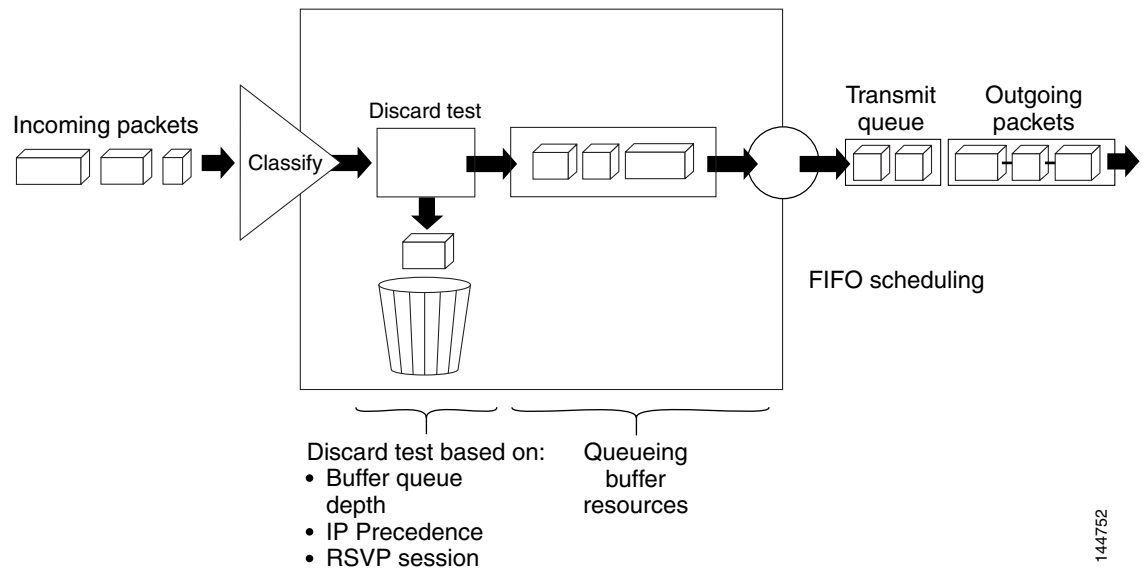 Incoming packets
Classify
Discard test
Transmit
queue
Outgoing
packets
FIFO scheduling
Discard test based on:
• Buffer queue
depth
• IP Precedence
• RSVP session
Queueing
buffer
resources
144752